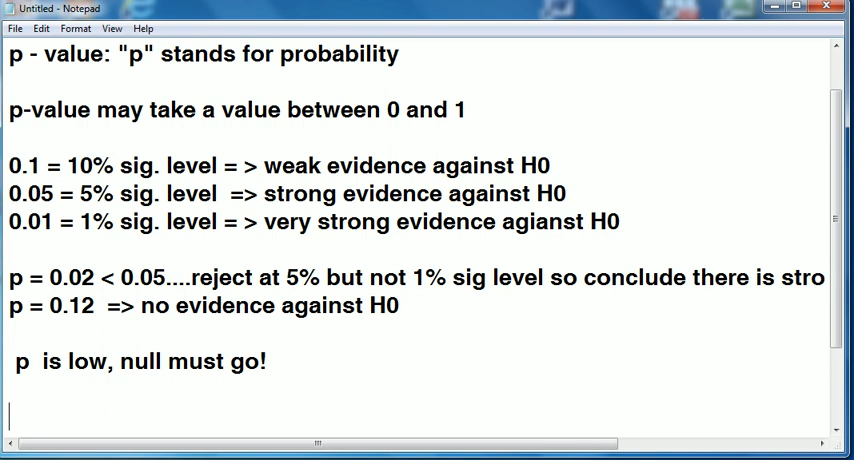 Untitled - Notepad
File Edit Format View Help
p - value: "p" stands for probability
p-value may take a value between 0 and 1
0.1 = 10% sig. level = > weak evidence against H0
0.05 = 5% sig. level  => strong evidence against H0
0.01 = 1% sig. level = > very strong evidence agianst H0
p = 0.02 < 0.05....reject at 5% but not 1% sig level so conclude there is stro
p = 0.12  => no evidence against H0
p  is low, null must go!